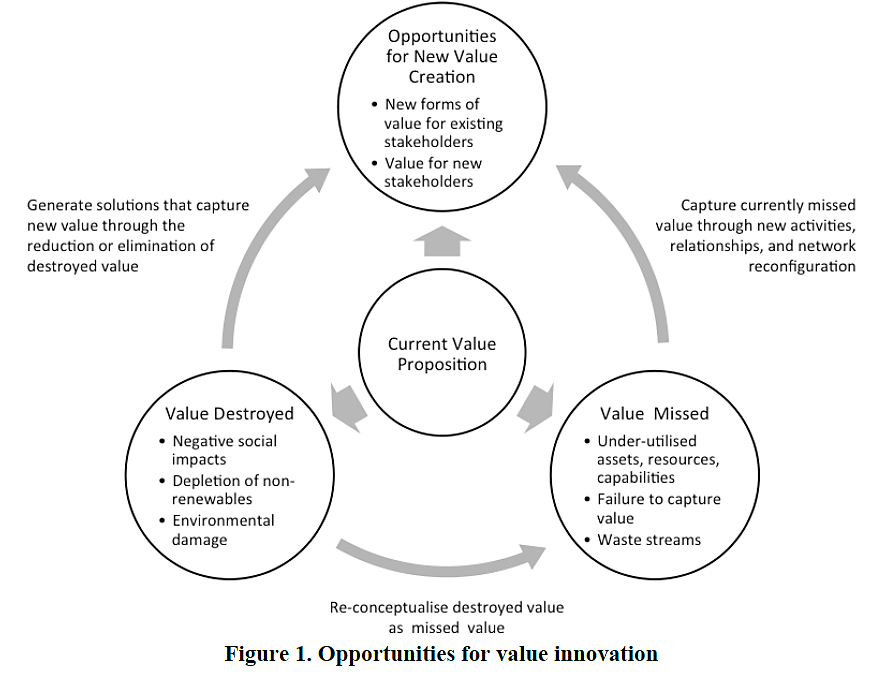 Opportunities
for New Value
Creation
• New forms of
value for existing
stakeholders
• Value for new
stakeholders
Generate solutions that capture
new value through the
reduction or elimination of
destroyed value
Capture currently missed
value through new activities,
relationships, and network
reconfiguration
Current Value
Proposition
Value Destroyed
• Negative social
impacts
• Depletion of non-
renewables
• Environmental
damage
Value Missed
• Under-utilised
assets, resources,
capabilities
• Failure to capture
value
• Waste streams
Re-conceptualise destroyed value
as missed value
Figure 1. Opportunities for value innovation